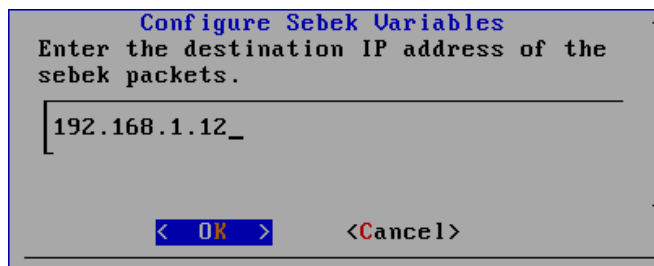 Configure Sebek Variables
Enter the destination IP address of the
sebek packets.
192.168.1.12_
< OK > <Cancel>